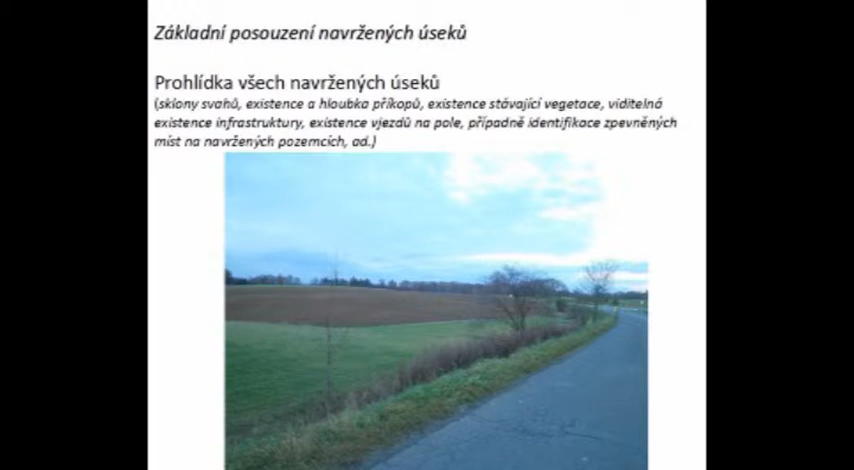 Základní posouzení navržených úseků
Prohlídka všech navržených úseků
(sklony svahů, existence a hloubka příkopů, existence stávající vegetace, viditelná
existence infrastruktury, existence vjezdů na pole, případně identifikace zpevněných
míst na navržených pozemcích, ad.)